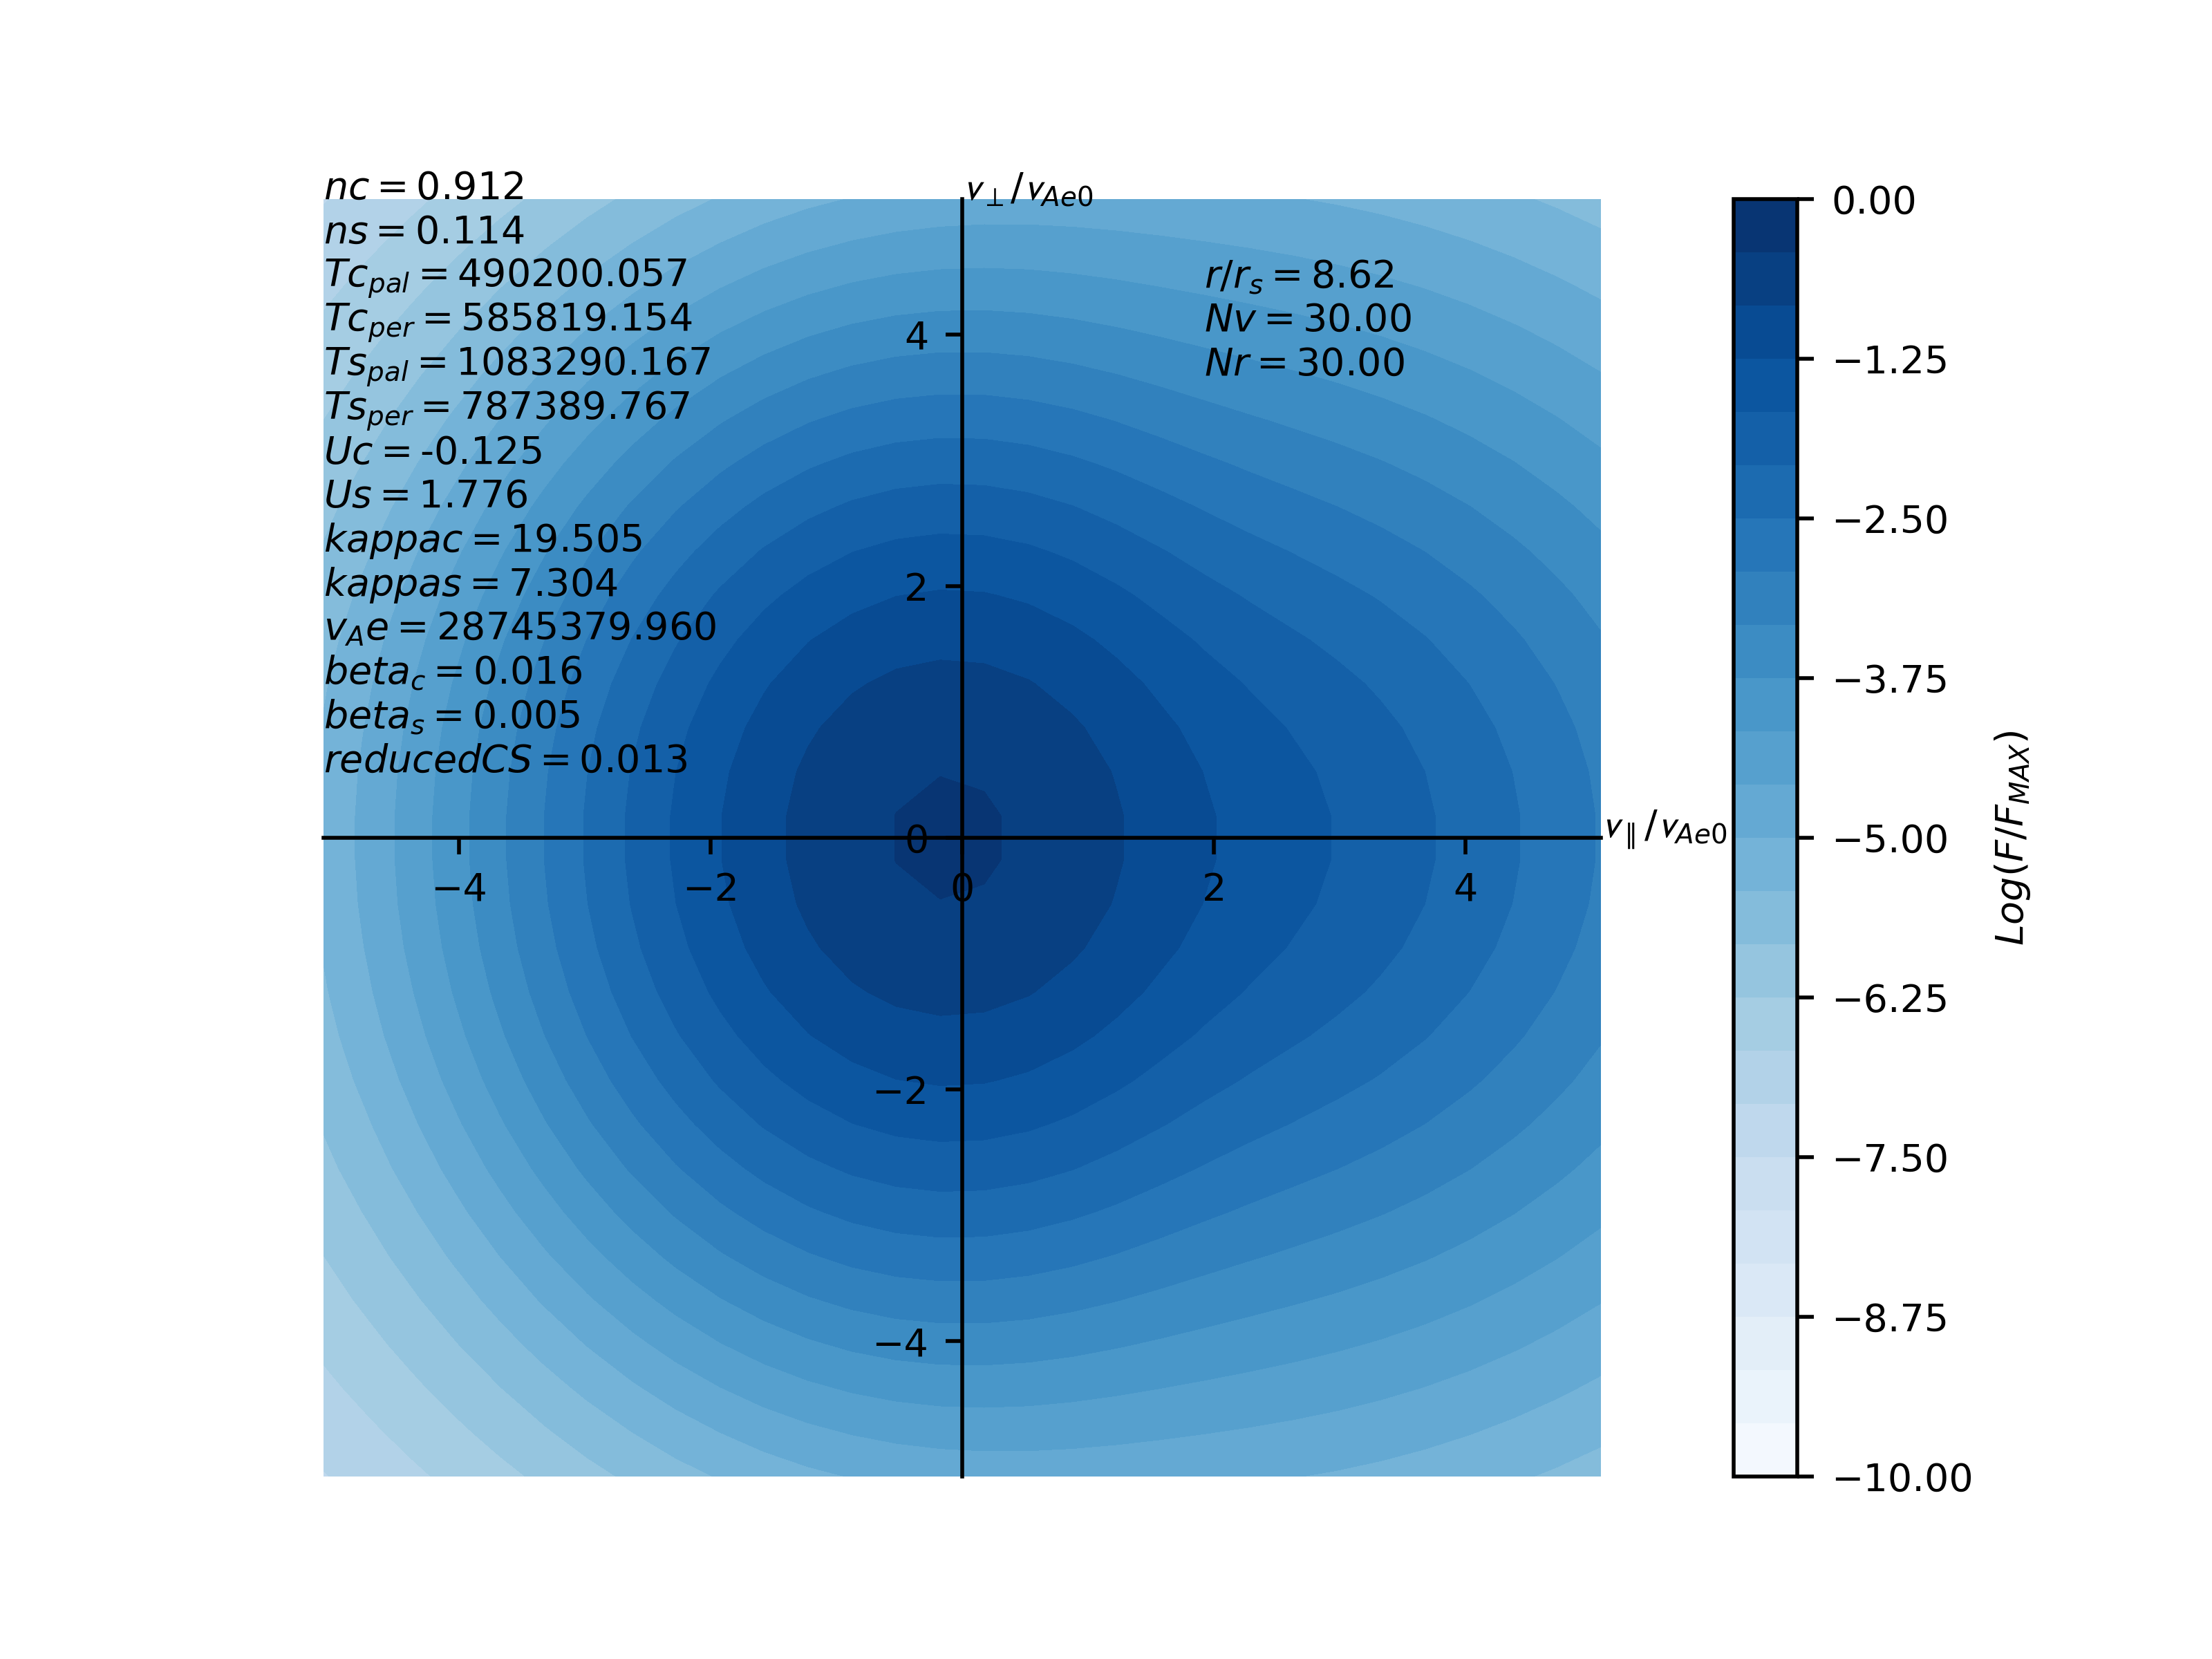 nc = 0.912
ns = 0.114
Tc_pal = 490200.057
Tc_per = 585819.154
Ts_pal = 1083290.167
Ts_per = 787389.767
Uc = -0.125
Us = 1.776
kappac = 19.505
kappas = 7.304
v_A e = 28745379.960
beta_c = 0.016
beta_s = 0.005
reducedCS = 0.013
v_⊥/v_Ae0
r/r_s = 8.62
Nv = 30.00
Nr = 30.00
4
2
0
−2
−4
−4
−2
0
2
4
v_∥/v_Ae0
0.00
−1.25
−2.50
−3.75
−5.00
−6.25
−7.50
−8.75
−10.00
Log(F/F_MAX)